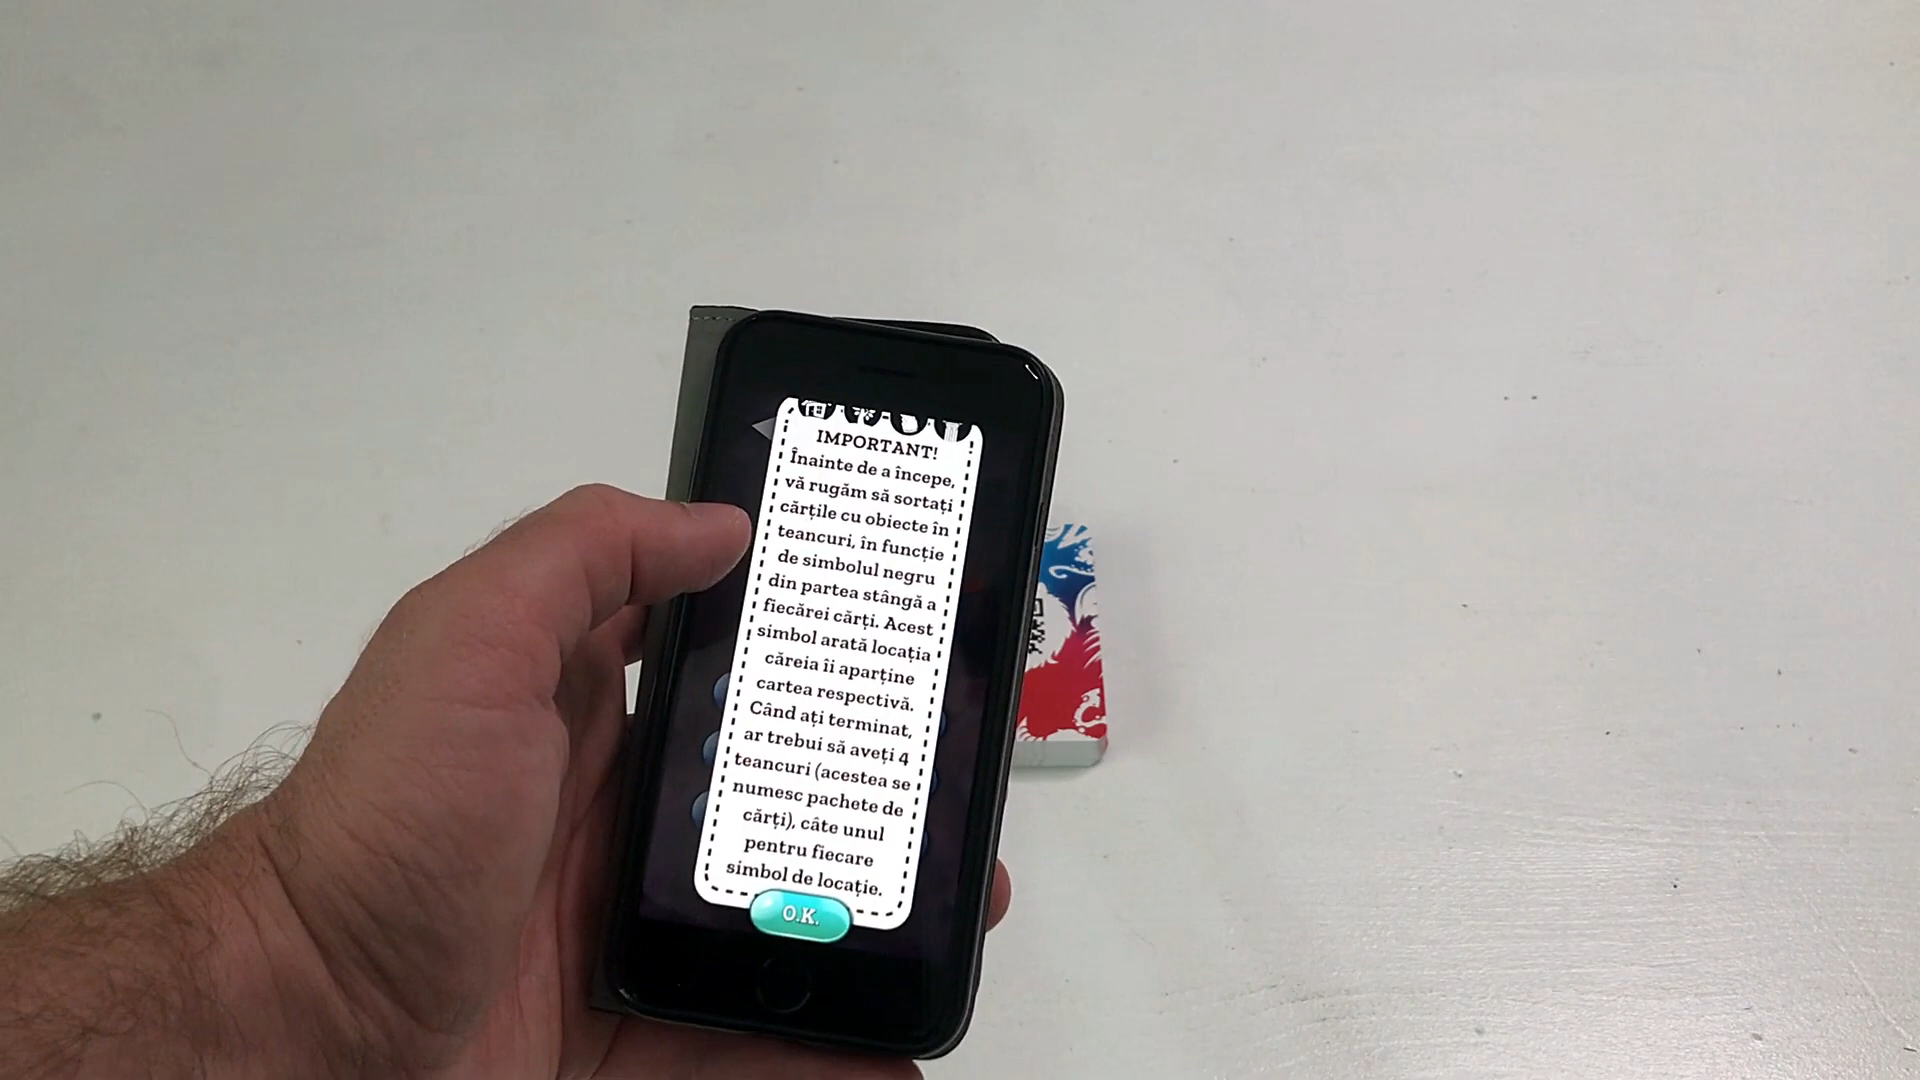 IMPORTANT!
Înainte de a începe,
vă rugăm să sortați
cărțile cu obiecte în
teancuri, în funcție
de simbolul negru
din partea stângă a
fiecărei cărți. Acest
simbol arată locația
căreia îi aparține
cartea respectivă.
Când ați terminat,
ar trebui să aveți 4
teancuri (acestea se
numesc pachete de
cărți), câte unul
pentru fiecare
simbol de locație.
O.K.